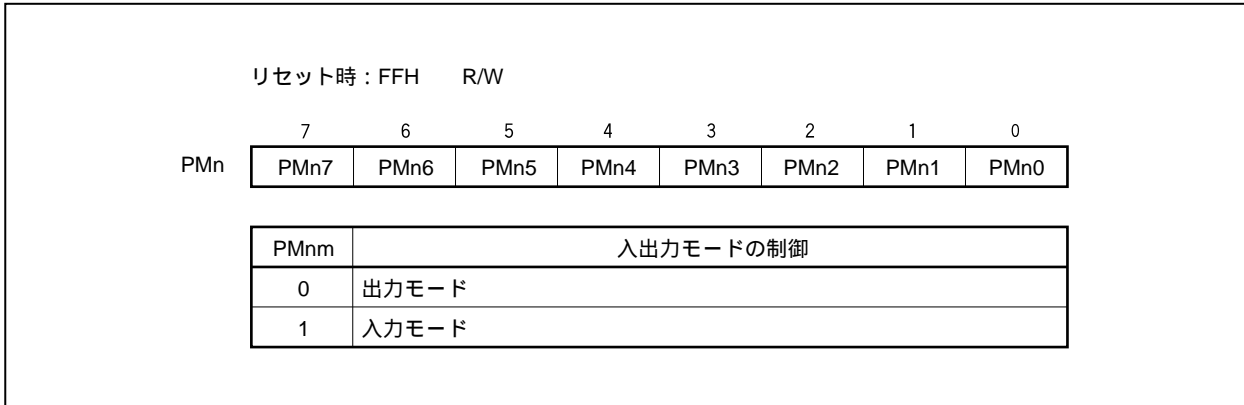 リセット時：FFH R/W
7 6 5 4 3 2 1 0
PMn PMn7 PMn6 PMn5 PMn4 PMn3 PMn2 PMn1 PMn0
PMnm 入出力モードの制御
0 出力モード
1 入力モード